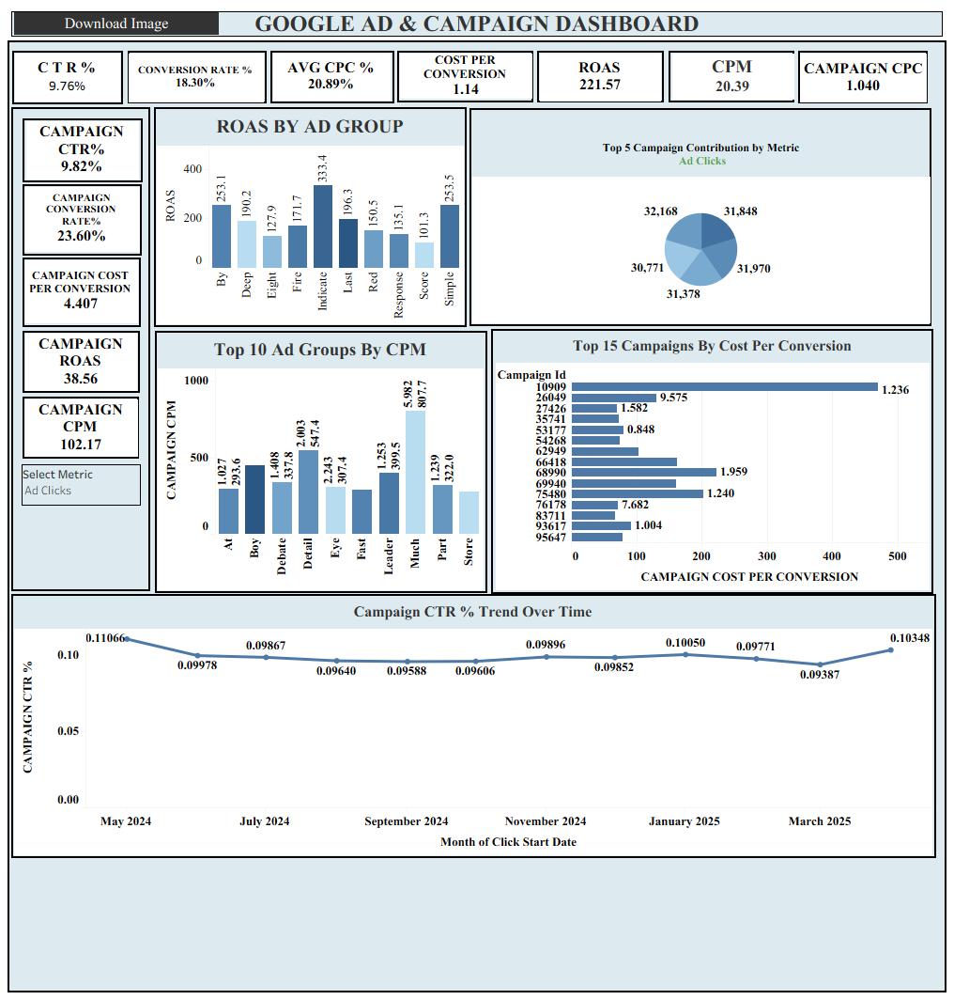 Download Image
GOOGLE AD & CAMPAIGN DASHBOARD
C T R %
9.76%
CONVERSION RATE %
18.30%
AVG CPC %
20.89%
COST PER
CONVERSION
1.14
ROAS
221.57
CPM
20.39
CAMPAIGN CPC
1.040
CAMPAIGN
CTR%
9.82%
CAMPAIGN
CONVERSION
RATE%
23.60%
CAMPAIGN COST
PER CONVERSION
4.407
CAMPAIGN
ROAS
38.56
CAMPAIGN
CPM
102.17
Select Metric
Ad Clicks
ROAS BY AD GROUP
ROAS
400
200
0
253.1
190.2
127.9
171.7
333.4
196.3
150.5
135.1
101.3
253.5
By
Deep
Eight
Fire
Indicate
Last
Red
Response
Score
Simple
Top 5 Campaign Contribution by Metric
Ad Clicks
32,168
31,848
30,771
31,970
31,378
Top 10 Ad Groups By CPM
CAMPAIGN CPM
1000
500
0
1.027
293.6
1.408
337.8
2.003
547.4
2.243
307.4
1.253
399.5
5.982
807.7
1.239
322.0
At
Boy
Debate
Detail
Eye
Fast
Leader
Much
Part
Store
Top 15 Campaigns By Cost Per Conversion
Campaign Id
10909 1.236
26049 9.575
27426 1.582
35741
53177 0.848
54268
62949
66418
68990 1.959
69940
75480 1.240
76178 7.682
83711
93617 1.004
95647
0 100 200 300 400 500
CAMPAIGN COST PER CONVERSION
Campaign CTR % Trend Over Time
CAMPAIGN CTR %
0.10
0.05
0.00
0.11066
0.09978
0.09867
0.09640
0.09588
0.09606
0.09896
0.09852
0.10050
0.09771
0.09387
0.10348
May 2024 July 2024 September 2024 November 2024 January 2025 March 2025
Month of Click Start Date